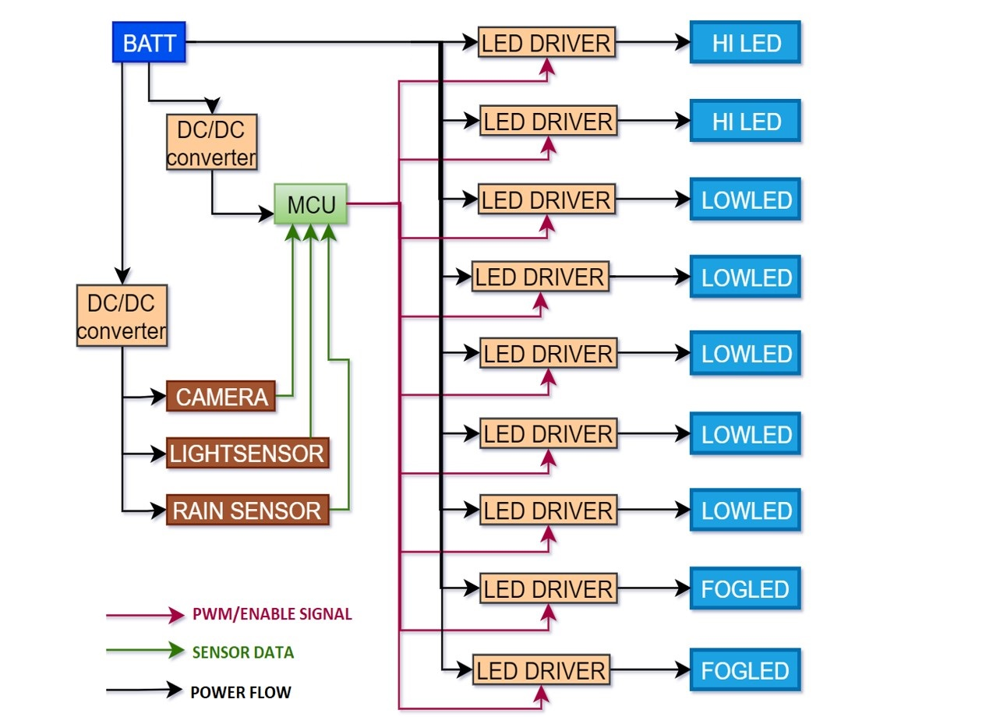 BATT
LED DRIVER
HI LED
DC/DC
converter
LED DRIVER
HI LED
MCU
LED DRIVER
LOWLED
LED DRIVER
LOWLED
DC/DC
converter
LED DRIVER
LOWLED
CAMERA
LED DRIVER
LOWLED
LIGHTSENSOR
RAIN SENSOR
LED DRIVER
LOWLED
LED DRIVER
FOGLED
PWM/ENABLE SIGNAL
SENSOR DATA
LED DRIVER
FOGLED
POWER FLOW